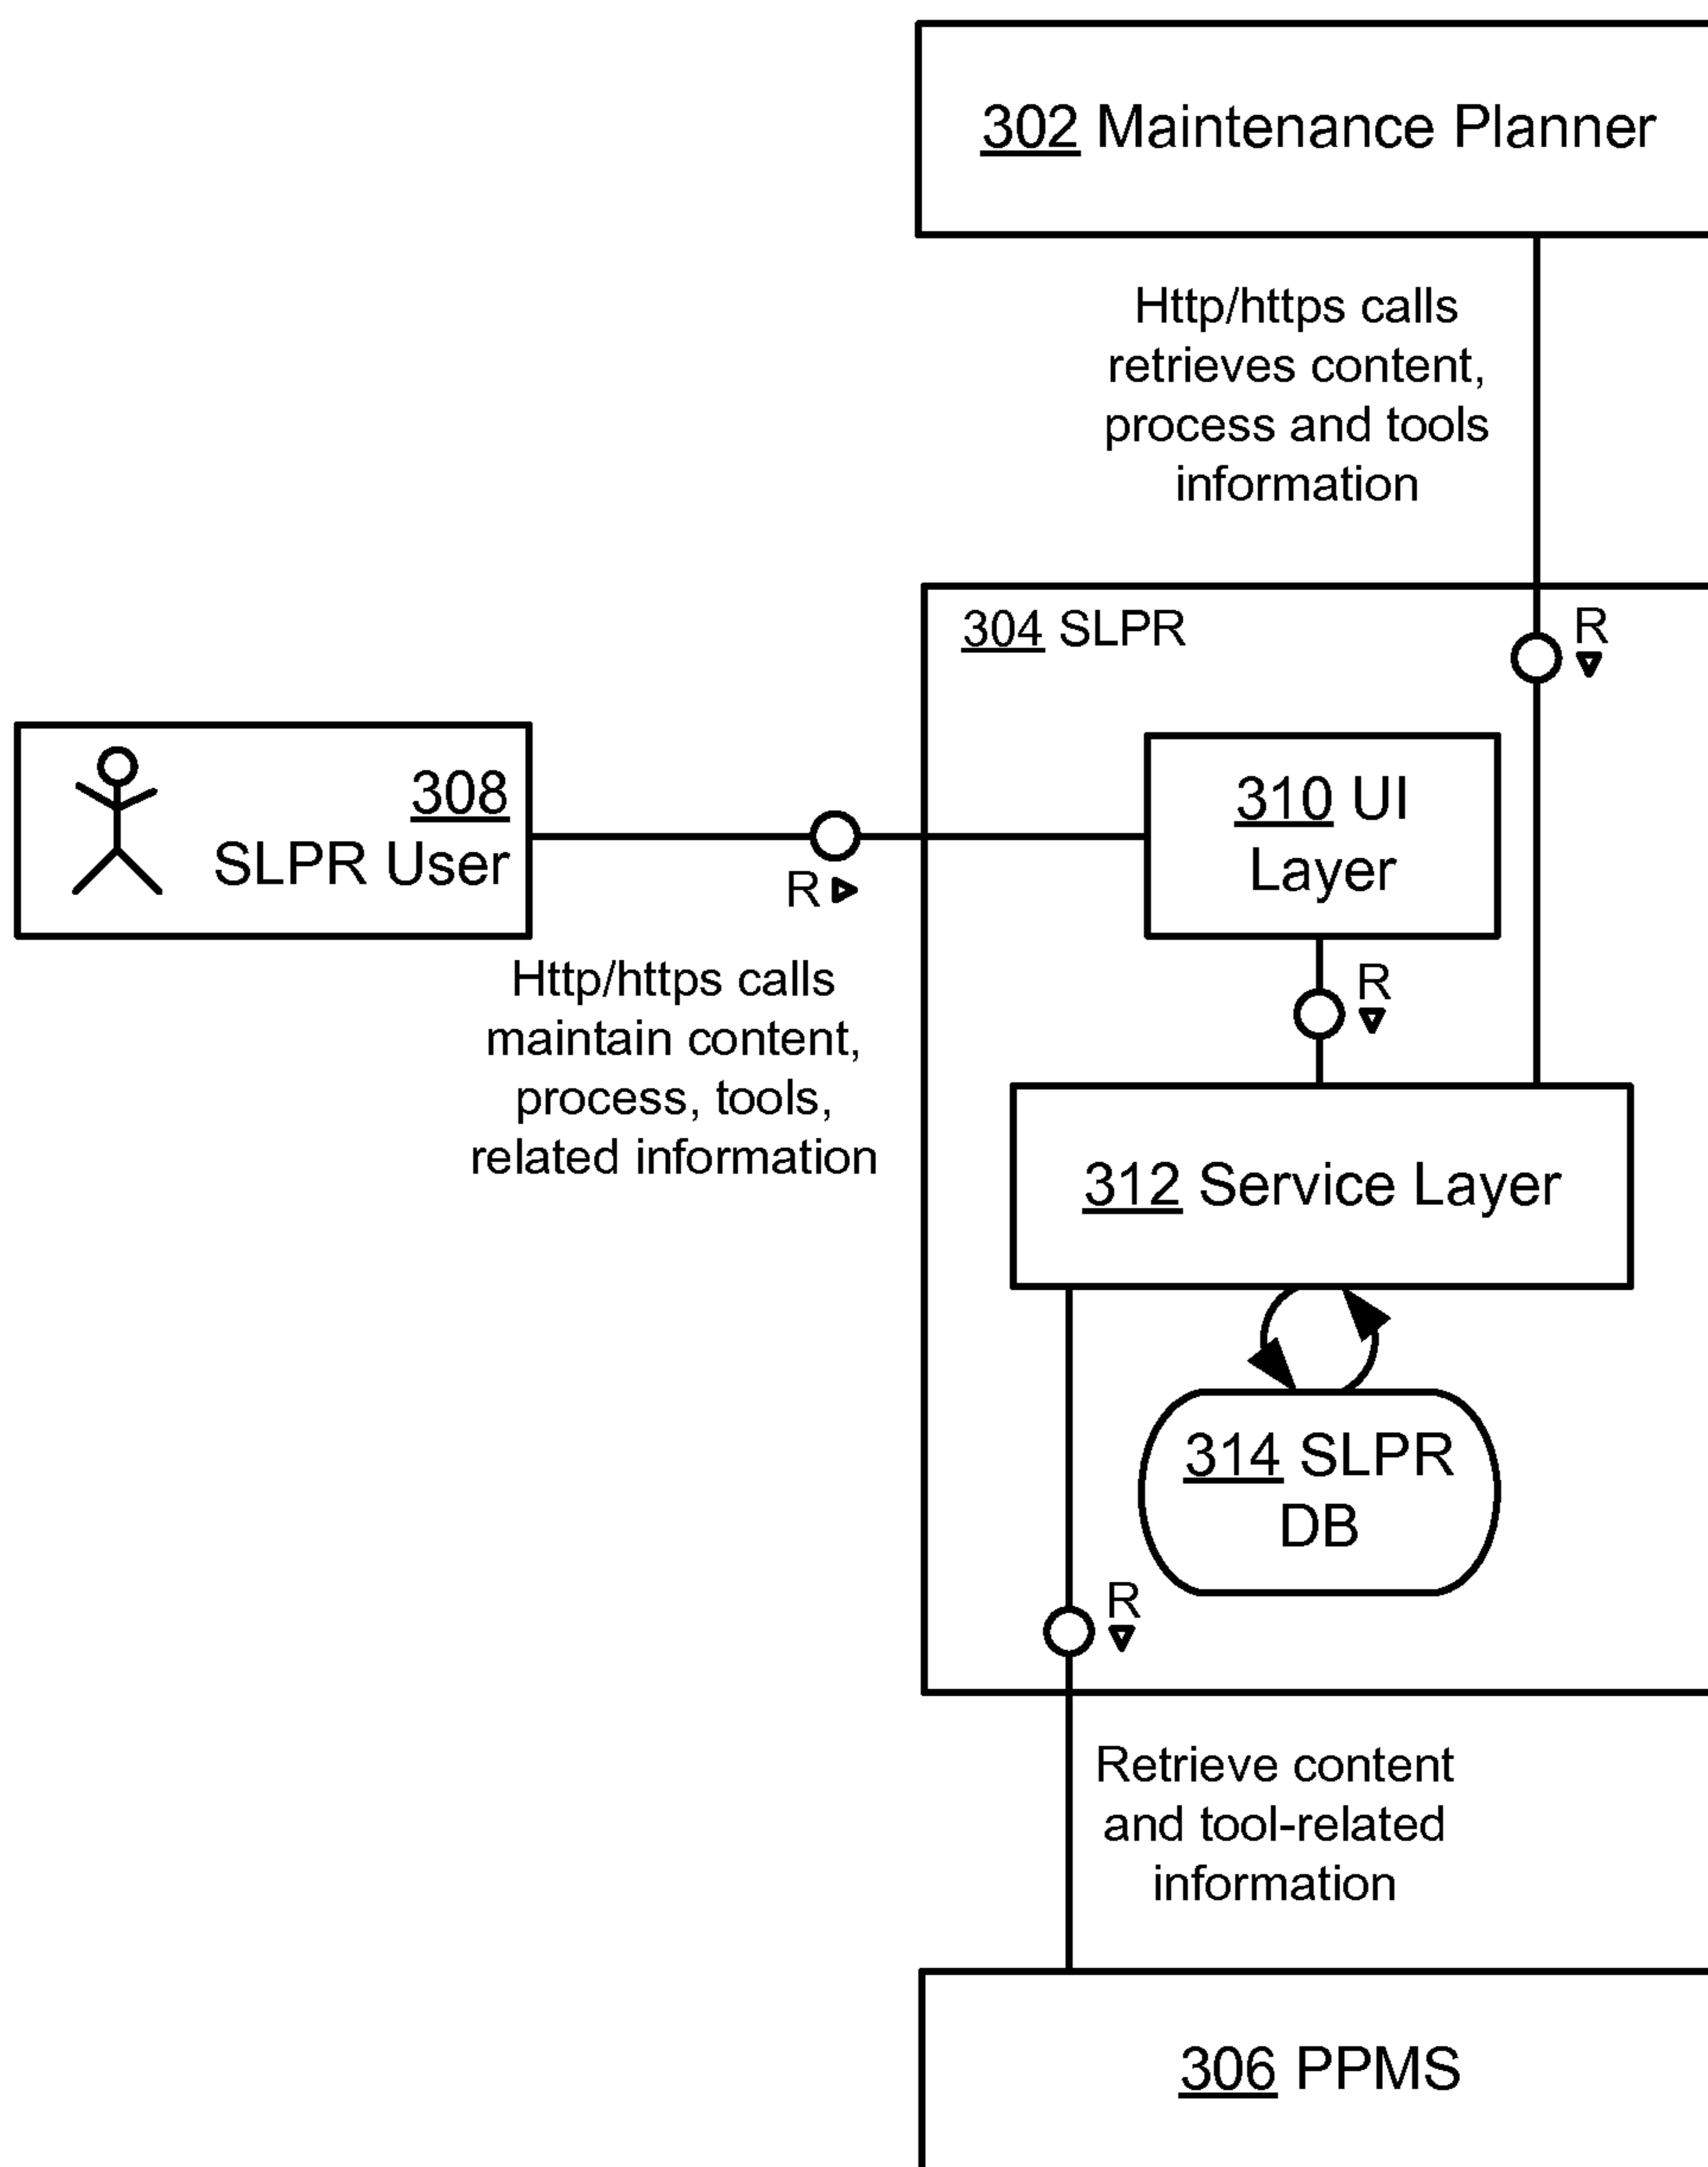 302 Maintenance Planner
Http/https calls
retrieves content,
process and tools
information
304 SLPR
R
308
SLPR User
R
310 UI
Layer
Http/https calls
maintain content,
process, tools,
related information
R
312 Service Layer
314 SLPR
DB
R
Retrieve content
and tool-related
information
306 PPMS